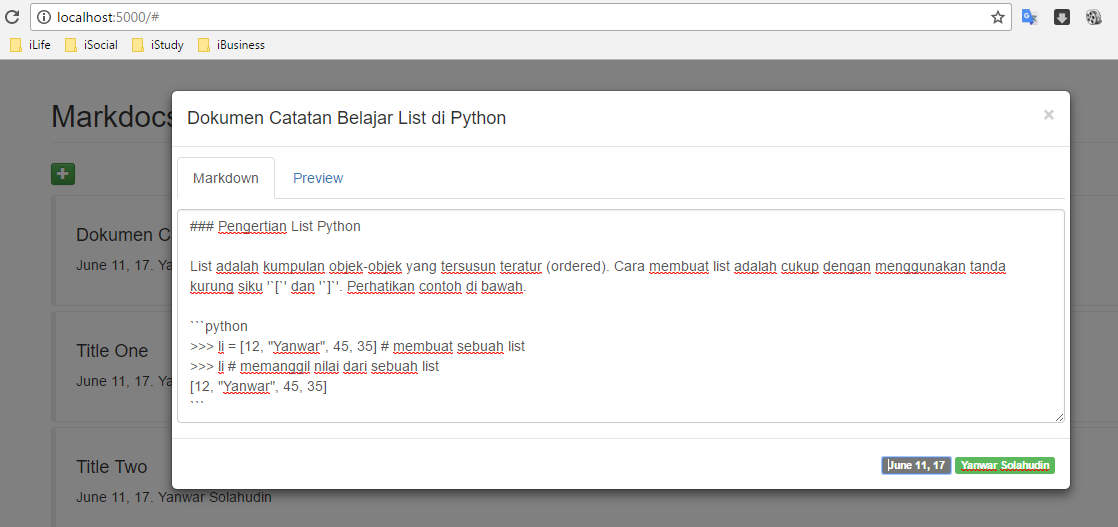 localhost:5000/#
iLife iSocial iStudy iBusiness
Markdocs
Dokumen Catatan Belajar List di Python ×
Markdown Preview
### Pengertian List Python
List adalah kumpulan objek-objek yang tersusun teratur (ordered). Cara membuat list adalah cukup dengan menggunakan tanda
kurung siku '`[`' dan '`]`'. Perhatikan contoh di bawah.
```python
>>> li = [12, "Yanwar", 45, 35] # membuat sebuah list
>>> li # memanggil nilai dari sebuah list
[12, "Yanwar", 45, 35]
```
June 11, 17 Yanwar Solahudin
Dokumen C
June 11, 17. Ya
Title One
June 11, 17. Ya
Title Two
June 11, 17. Yanwar Solahudin